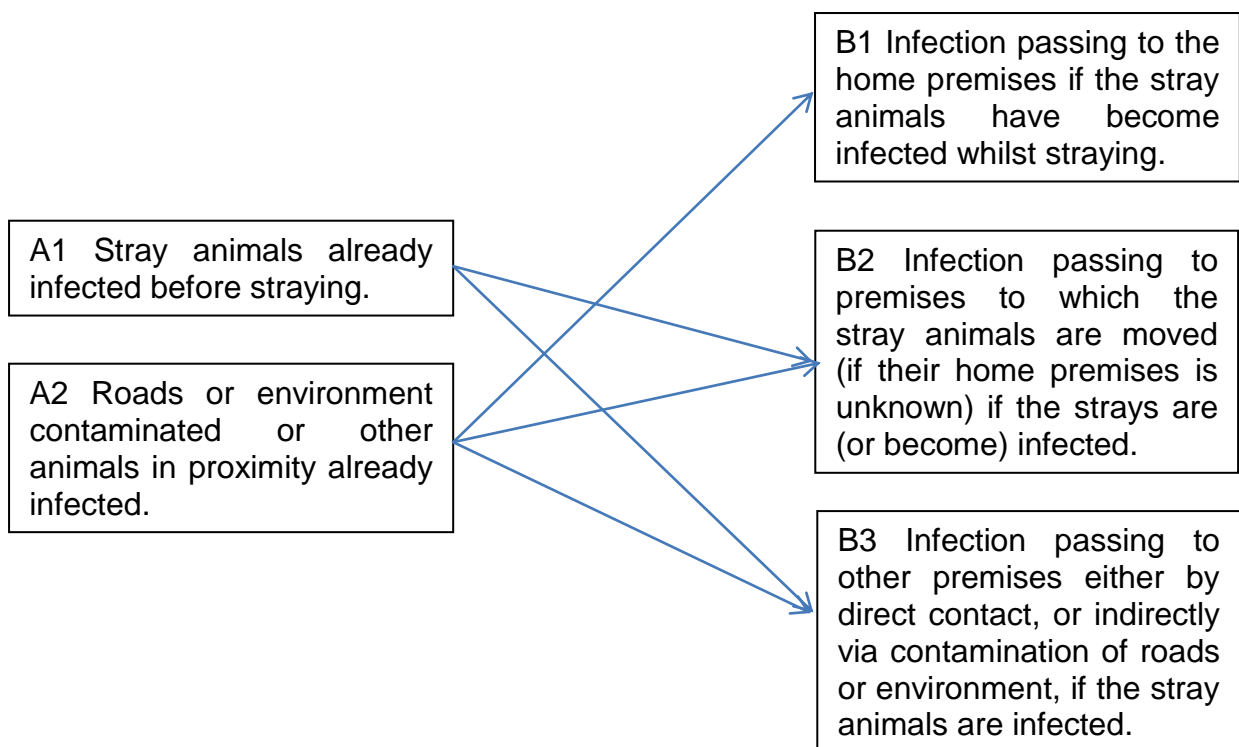 A1 Stray animals already
infected before straying.
A2 Roads or environment
contaminated or other
animals in proximity already
infected.
B1 Infection passing to the
home premises if the stray
animals have become
infected whilst straying.
B2 Infection passing to
premises to which the
stray animals are moved
(if their home premises is
unknown) if the strays are
(or become) infected.
B3 Infection passing to
other premises either by
direct contact, or indirectly
via contamination of roads
or environment, if the stray
animals are infected.